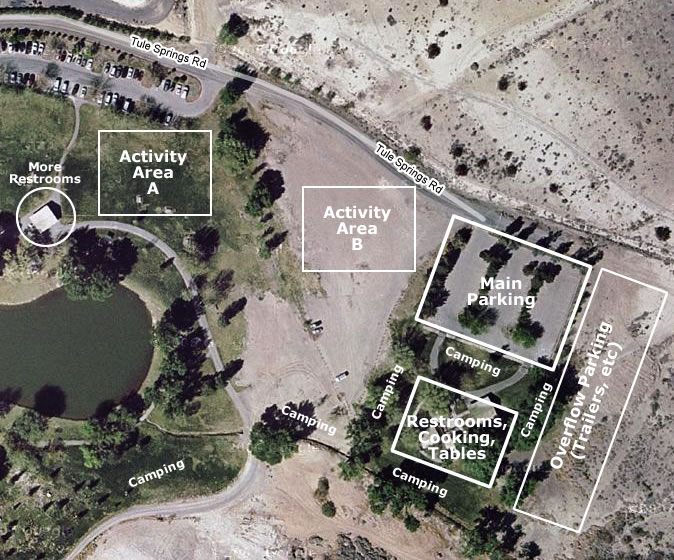 Tule Springs Rd
Activity
Area
A
More
Restrooms
Tule Springs Rd
Activity
Area
B
Main
Parking
Camping
Camping
Camping
Camping
Camping
Camping
Restrooms,
Cooking,
Tables
Overflow Parking
(Trailers, etc)